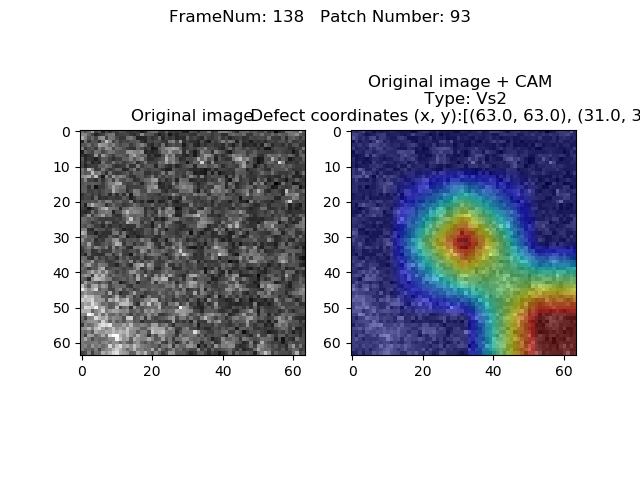 FrameNum: 138   Patch Number: 93
Original image + CAM
Type: Vs2
Original image
Defect coordinates (x, y):[(63.0, 63.0), (31.0, 3
0
10
20
30
40
50
60
0 20 40 60
0
10
20
30
40
50
60
0 20 40 60